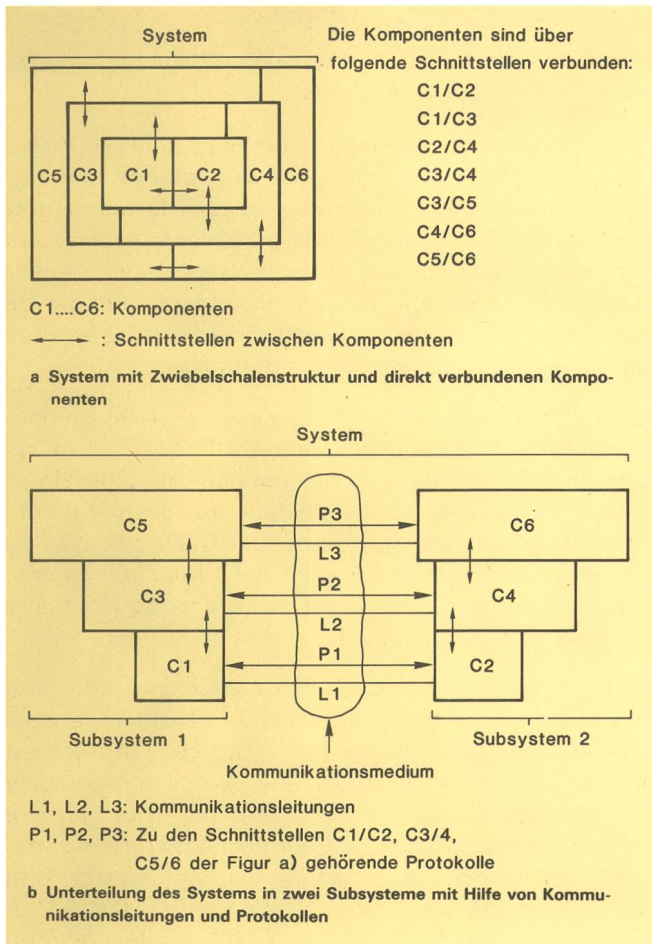 System
Die Komponenten sind über
folgende Schnittstellen verbunden:
C1/C2
C1/C3
C2/C4
C3/C4
C3/C5
C4/C6
C5/C6
C5 C3 C1 C2 C4 C6
C1....C6: Komponenten
: Schnittstellen zwischen Komponenten
a System mit Zwiebelschalenstruktur und direkt verbundenen Kompo-
nenten
System
C5 P3 C6
L3
C3 P2 C4
L2
C1 P1 C2
L1
Subsystem 1 Subsystem 2
Kommunikationsmedium
L1, L2, L3: Kommunikationsleitungen
P1, P2, P3: Zu den Schnittstellen C1/C2, C3/4,
C5/6 der Figur a) gehörende Protokolle
b Unterteilung des Systems in zwei Subsysteme mit Hilfe von Kommu-
nikationsleitungen und Protokollen